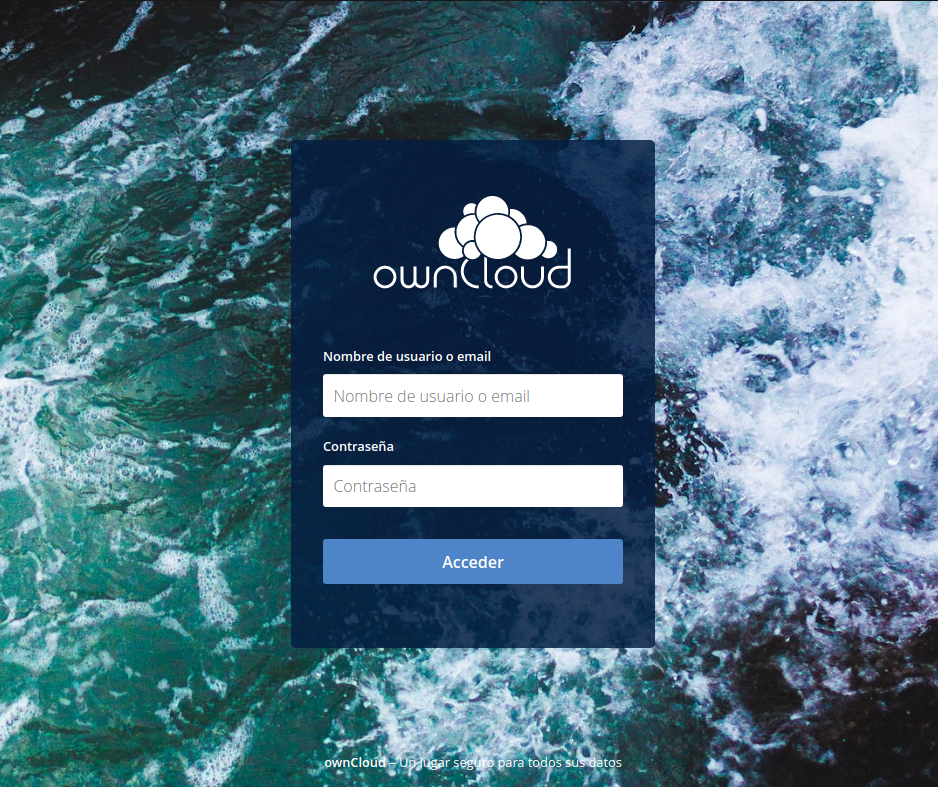 ownCloud
Nombre de usuario o email
Nombre de usuario o email
Contraseña
Contraseña
Acceder
ownCloud – Un lugar seguro para todos sus datos